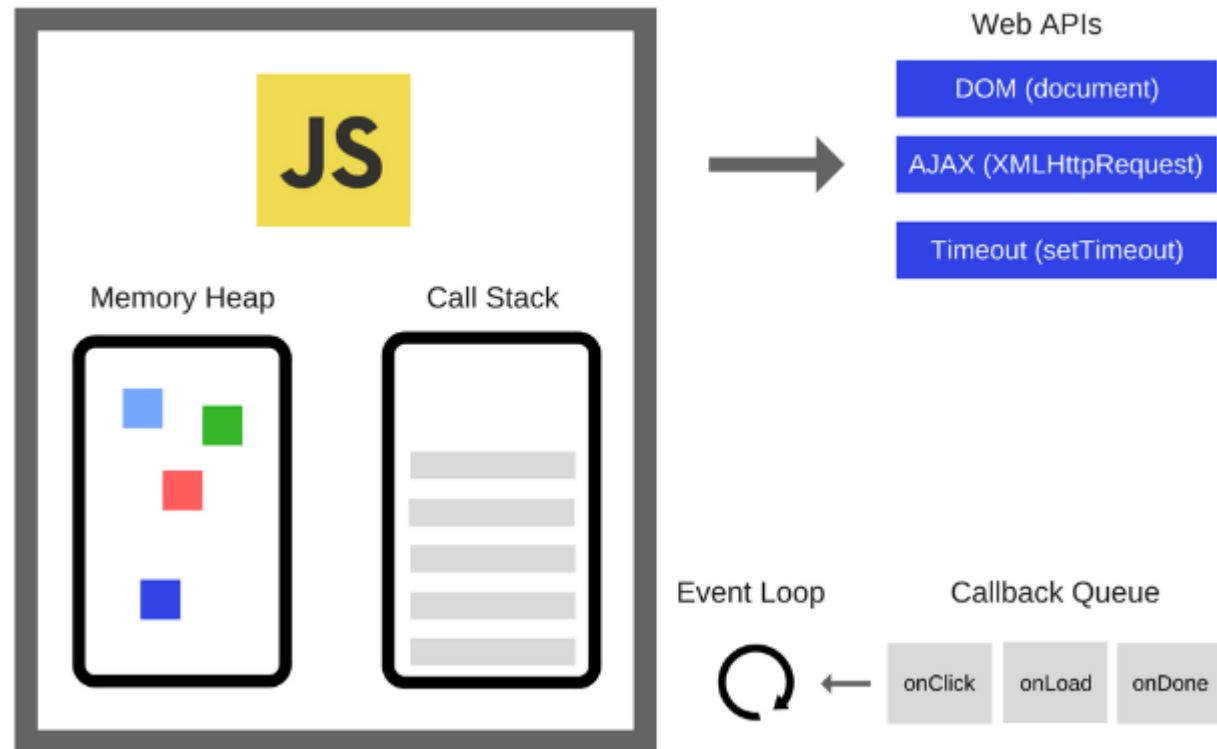 JS
Memory Heap
Call Stack
Web APIs
DOM (document)
AJAX (XMLHttpRequest)
Timeout (setTimeout)
Event Loop
Callback Queue
onClick
onLoad
onDone